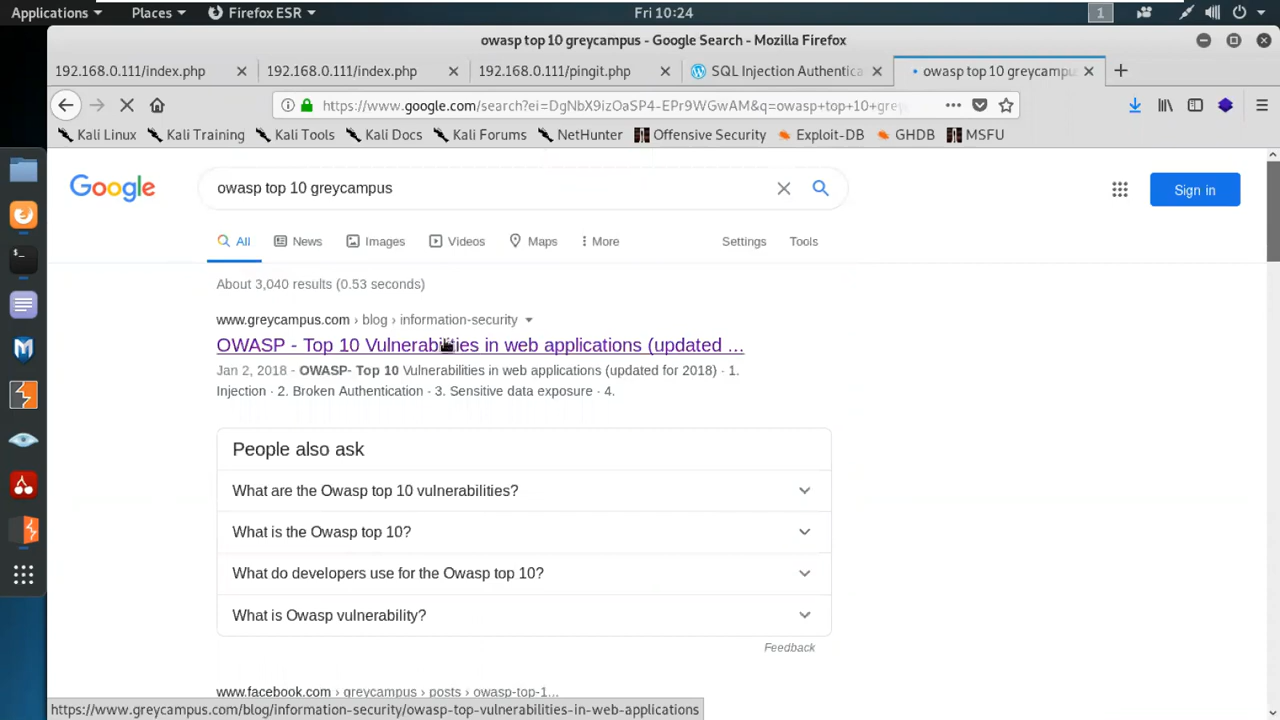 Applications Places Firefox ESR Fri 10:24 1
owasp top 10 greycampus - Google Search - Mozilla Firefox
192.168.0.111/index.php 192.168.0.111/index.php 192.168.0.111/pingit.php SQL Injection Authentica owasp top 10 greycampus
https://www.google.com/search?ei=DgNbX9izOaSP4-EPr9WGwAM&q=owasp+top+10+grey
Kali Linux Kali Training Kali Tools Kali Docs Kali Forums NetHunter Offensive Security Exploit-DB GHDB MSFU
Google owasp top 10 greycampus Sign in
All News Images Videos Maps More Settings Tools
About 3,040 results (0.53 seconds)
www.greycampus.com › blog › information-security
OWASP - Top 10 Vulnerabilities in web applications (updated ...
Jan 2, 2018 - OWASP- Top 10 Vulnerabilities in web applications (updated for 2018) · 1.
Injection · 2. Broken Authentication · 3. Sensitive data exposure · 4.
People also ask
What are the Owasp top 10 vulnerabilities?
What is the Owasp top 10?
What do developers use for the Owasp top 10?
What is Owasp vulnerability?
Feedback
www.facebook.com › greycampus › posts › owasp-top-1...
https://www.greycampus.com/blog/information-security/owasp-top-vulnerabilities-in-web-applications